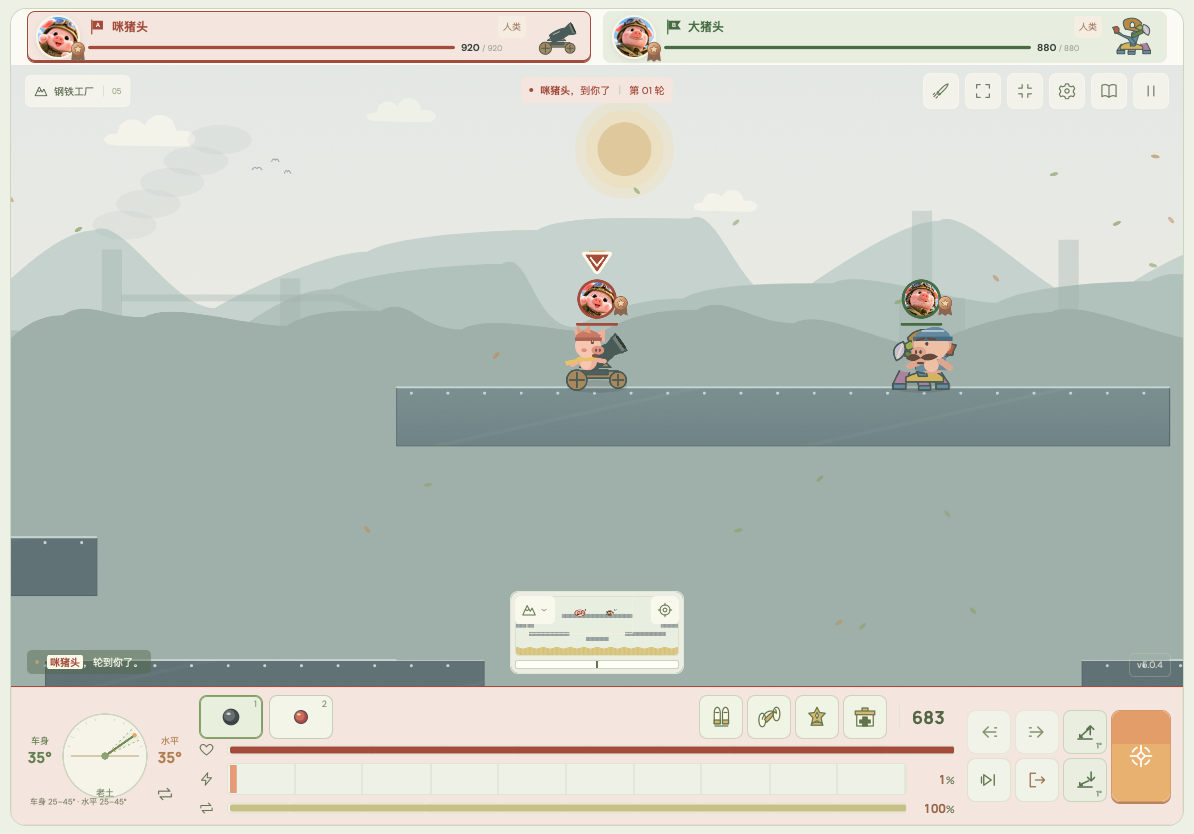 咪猪头
人类
920 / 920
大猪头
人类
880 / 880
钢铁工厂 05
咪猪头，到你了 第 01 轮
咪猪头，轮到你了。
v6.0.4
车身
35°
水平
35°
老土
车身 25–45° · 水平 25–45°
1
2
683
1%
100%
1°
1°